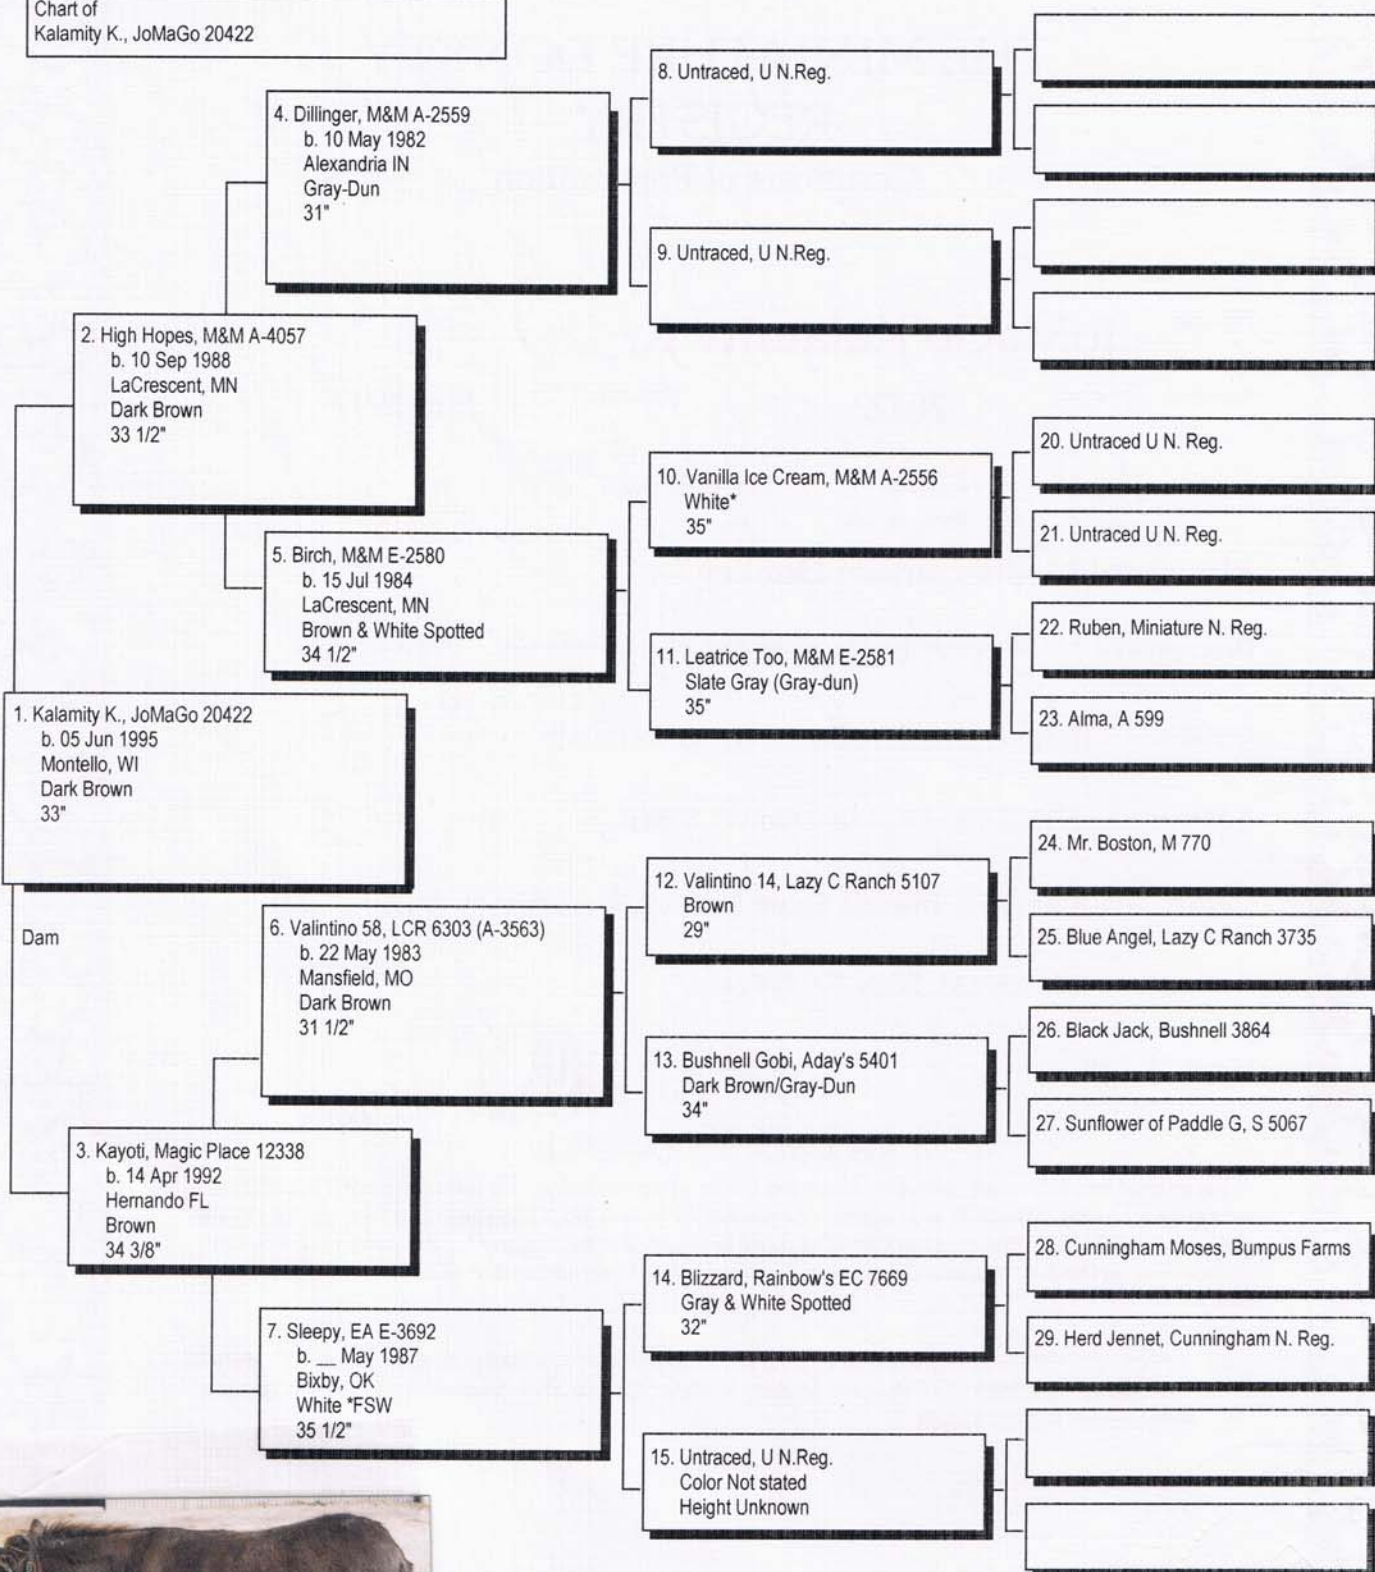 Chart of
Kalamity K., JoMaGo 20422
8. Untraced, U N.Reg.
4. Dillinger, M&M A-2559
b. 10 May 1982
Alexandria IN
Gray-Dun
31"
9. Untraced, U N.Reg.
2. High Hopes, M&M A-4057
b. 10 Sep 1988
LaCrescent, MN
Dark Brown
33 1/2"
20. Untraced U N. Reg.
10. Vanilla Ice Cream, M&M A-2556
White*
35"
21. Untraced U N. Reg.
5. Birch, M&M E-2580
b. 15 Jul 1984
LaCrescent, MN
Brown & White Spotted
34 1/2"
22. Ruben, Miniature N. Reg.
11. Leatrice Too, M&M E-2581
Slate Gray (Gray-dun)
35"
23. Alma, A 599
1. Kalamity K., JoMaGo 20422
b. 05 Jun 1995
Montello, WI
Dark Brown
33"
24. Mr. Boston, M 770
12. Valintino 14, Lazy C Ranch 5107
Brown
29"
25. Blue Angel, Lazy C Ranch 3735
Dam
6. Valintino 58, LCR 6303 (A-3563)
b. 22 May 1983
Mansfield, MO
Dark Brown
31 1/2"
26. Black Jack, Bushnell 3864
13. Bushnell Gobi, Aday's 5401
Dark Brown/Gray-Dun
34"
27. Sunflower of Paddle G, S 5067
3. Kayoti, Magic Place 12338
b. 14 Apr 1992
Hernando FL
Brown
34 3/8"
28. Cunningham Moses, Bumpus Farms
14. Blizzard, Rainbow's EC 7669
Gray & White Spotted
32"
29. Herd Jennet, Cunningham N. Reg.
7. Sleepy, EA E-3692
b. __ May 1987
Bixby, OK
White *FSW
35 1/2"
15. Untraced, U N.Reg.
Color Not stated
Height Unknown